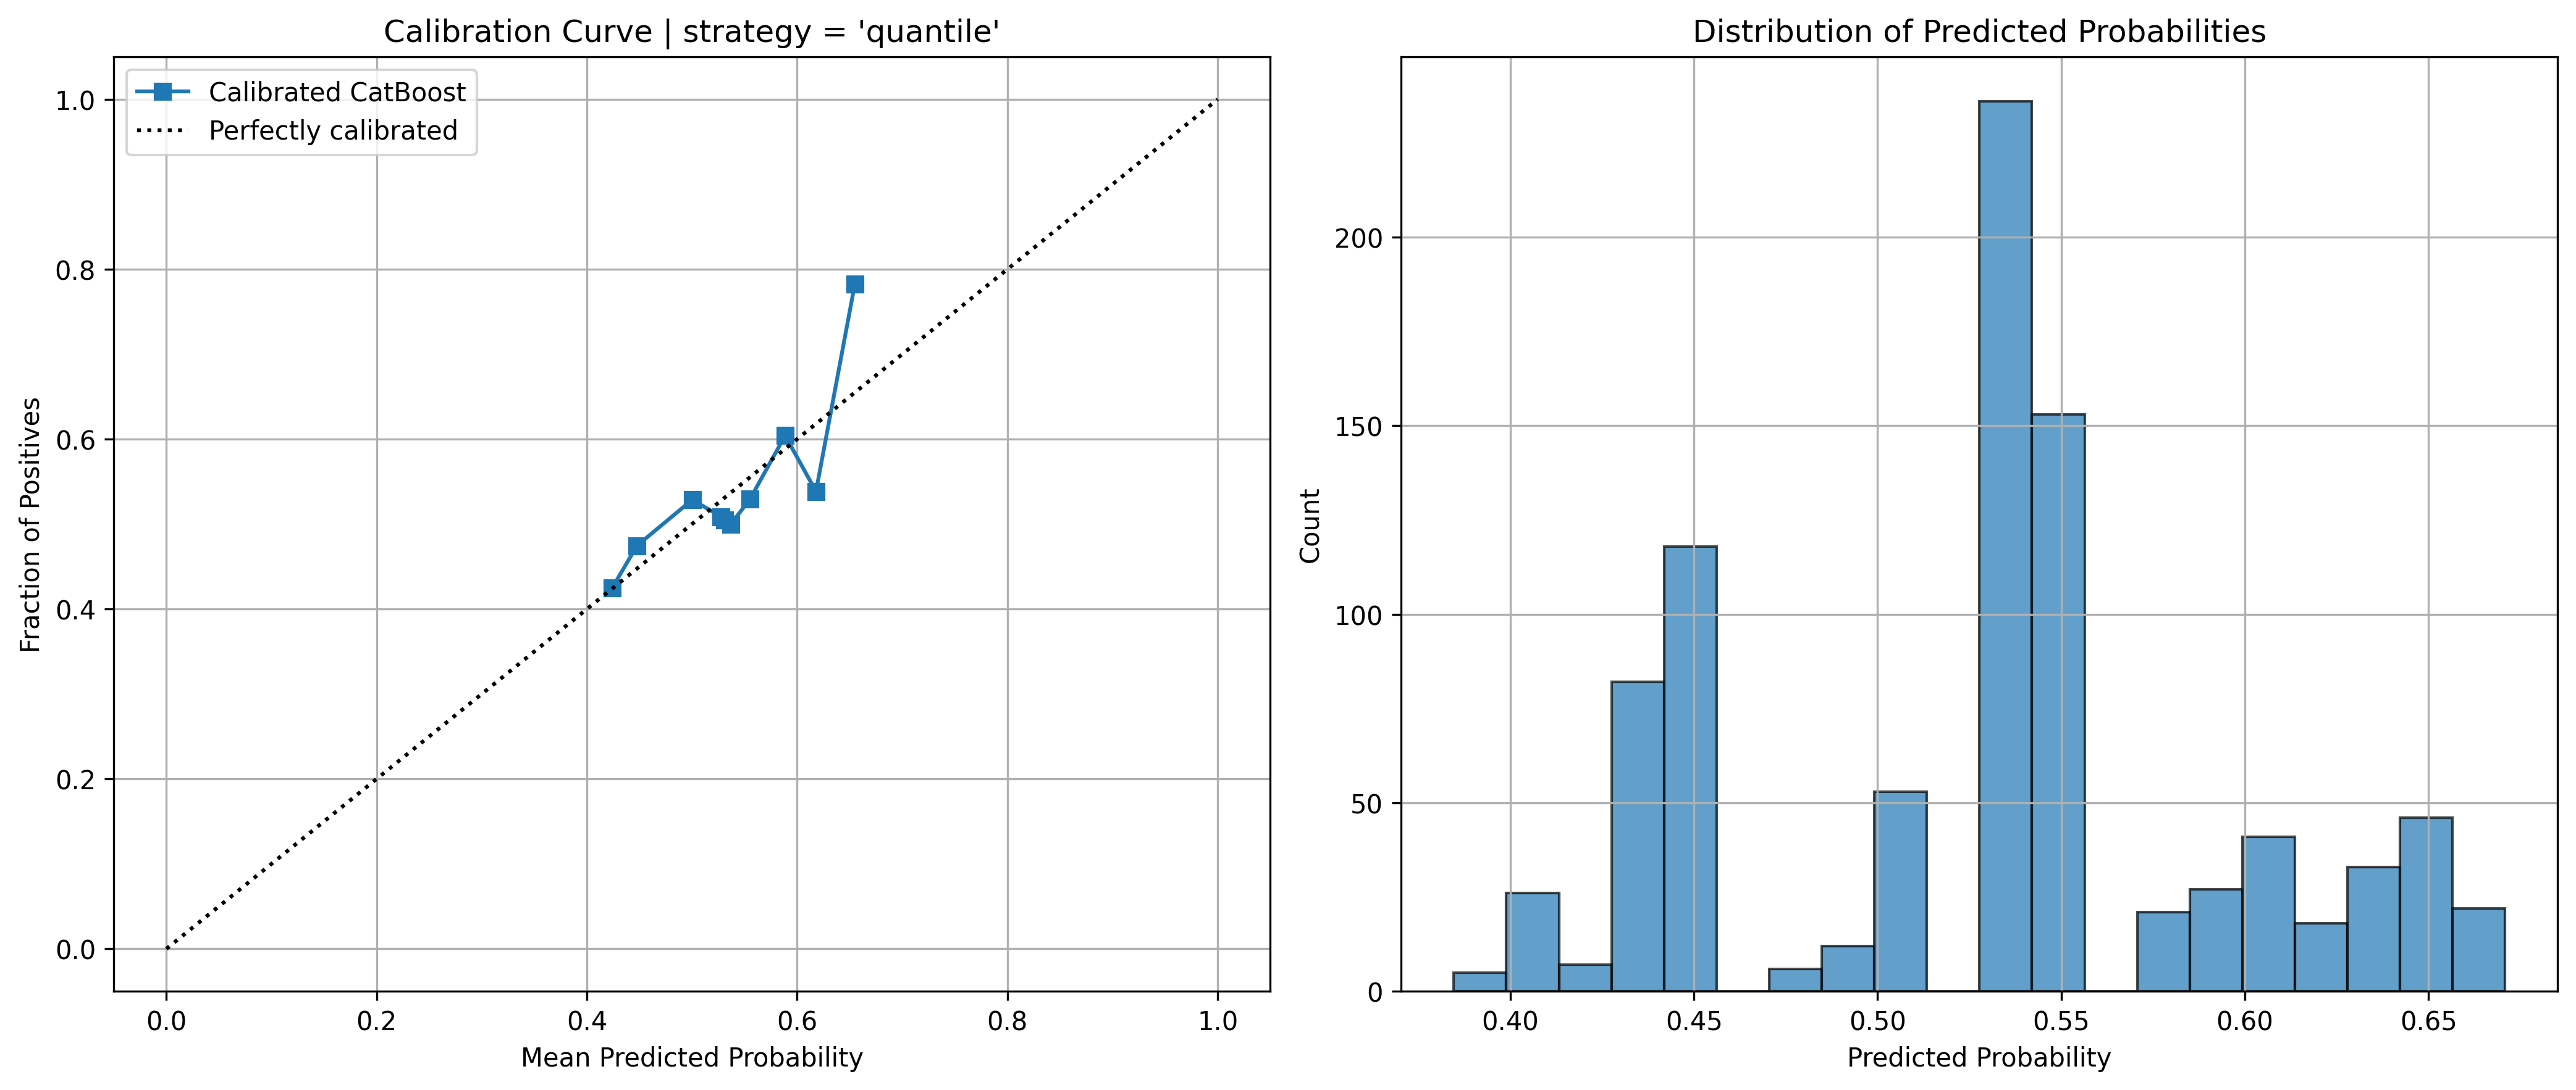 Calibration Curve | strategy = 'quantile'
Calibrated CatBoost
Perfectly calibrated
1.0
0.8
0.6
0.4
0.2
0.0
Fraction of Positives
0.0 0.2 0.4 0.6 0.8 1.0
Mean Predicted Probability
Distribution of Predicted Probabilities
200
150
100
50
0
Count
0.40 0.45 0.50 0.55 0.60 0.65
Predicted Probability